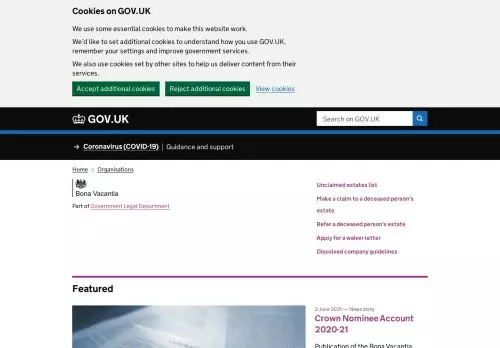 Cookies on GOV.UK
We use some essential cookies to make this website work.
We'd like to set additional cookies to understand how you use GOV.UK,
remember your settings and improve government services.
We also use cookies set by other sites to help us deliver content from their
services.
Accept additional cookies Reject additional cookies View cookies
GOV.UK Search on GOV.UK
→ Coronavirus (COVID-19) Guidance and support
Home > Organisations
Bona Vacantia
Part of Government Legal Department
Unclaimed estates list
Make a claim to a deceased person's
estate
Refer a deceased person's estate
Apply for a waiver letter
Dissolved company guidelines
Featured
2 June 2021 — News story
Crown Nominee Account
2020-21
Publication of the Bona Vacantia